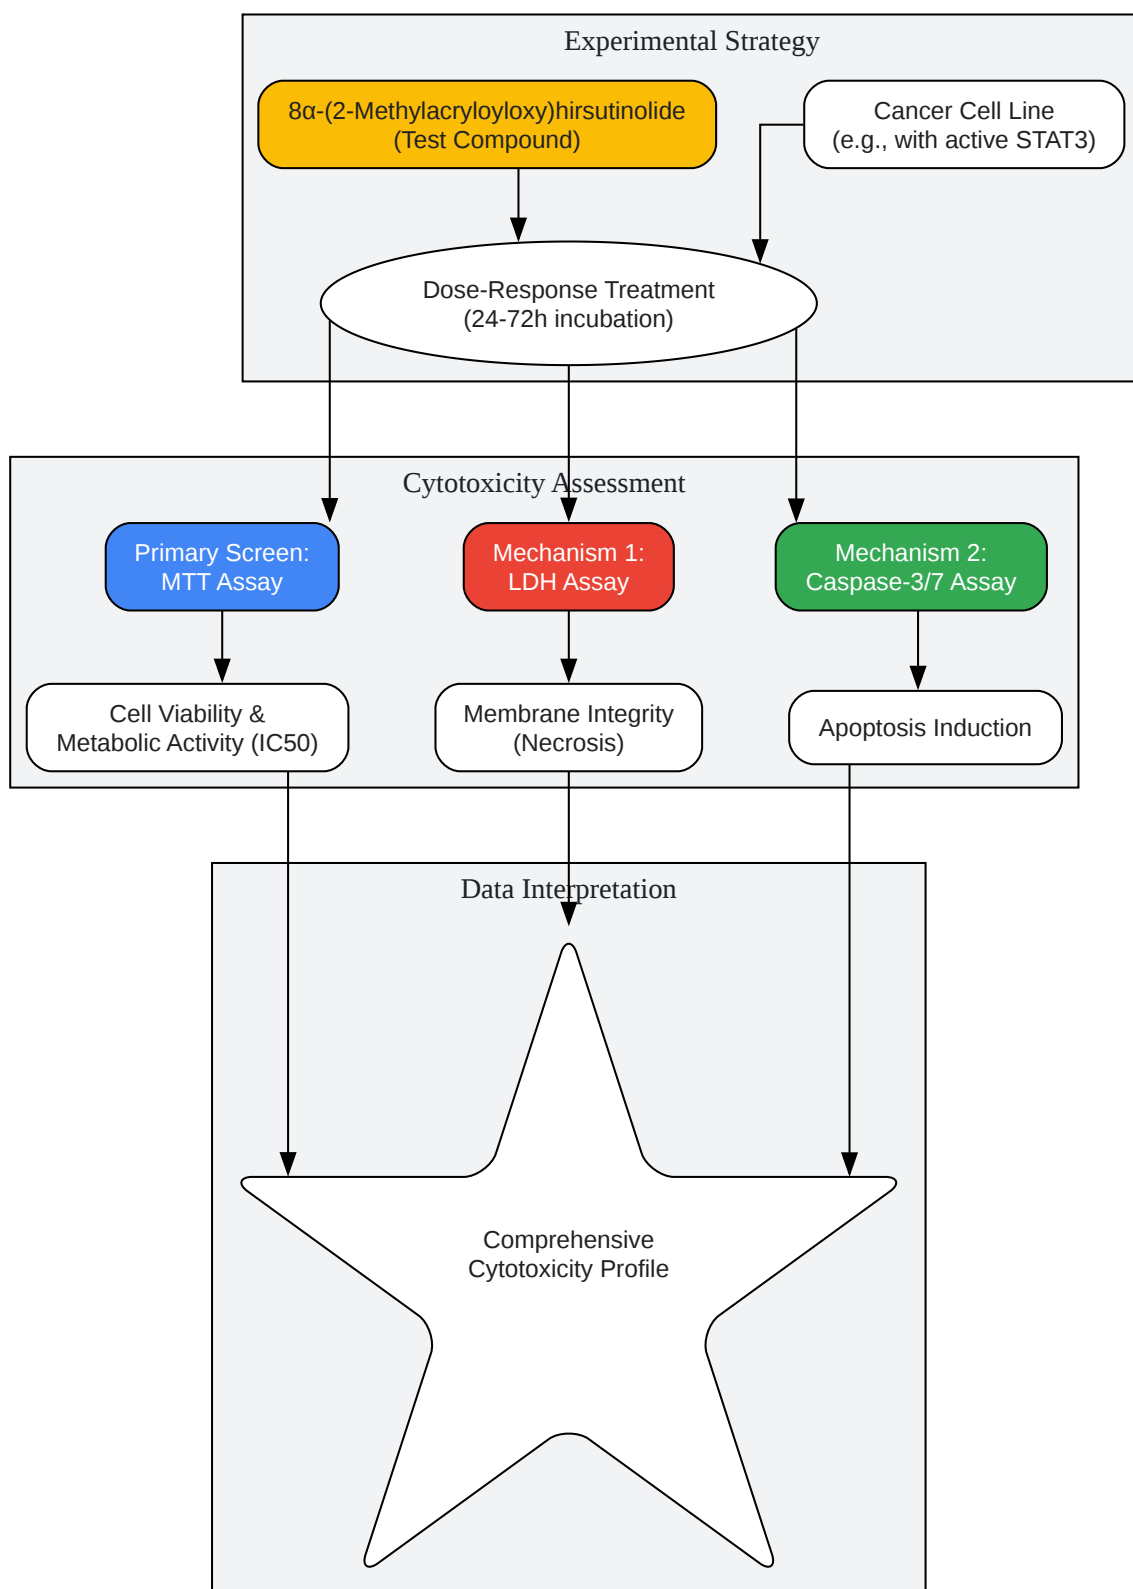 Experimental Strategy
8α-(2-Methylacryloyloxy)hirsutinolide
(Test Compound)
Cancer Cell Line
(e.g., with active STAT3)
Dose-Response Treatment
(24-72h incubation)
Cytotoxicity Assessment
Primary Screen:
MTT Assay
Mechanism 1:
LDH Assay
Mechanism 2:
Caspase-3/7 Assay
Cell Viability &
Metabolic Activity (IC50)
Membrane Integrity
(Necrosis)
Apoptosis Induction
Data Interpretation
Comprehensive
Cytotoxicity Profile